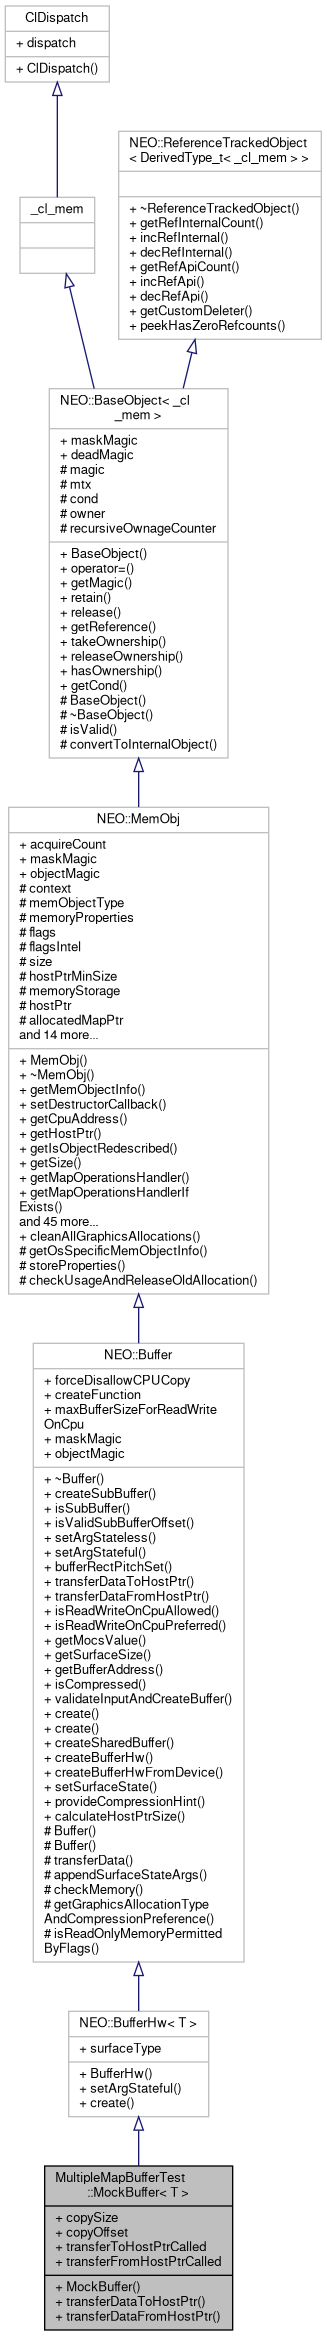 ClDispatch
+ dispatch
+ ClDispatch()
_cl_mem
NEO::ReferenceTrackedObject
< DerivedType_t< _cl_mem > >
+ ~ReferenceTrackedObject()
+ getRefInternalCount()
+ incRefInternal()
+ decRefInternal()
+ getRefApiCount()
+ incRefApi()
+ decRefApi()
+ getCustomDeleter()
+ peekHasZeroRefcounts()
NEO::BaseObject< _cl
_mem >
+ maskMagic
+ deadMagic
# magic
# mtx
# cond
# owner
# recursiveOwnageCounter
+ BaseObject()
+ operator=()
+ getMagic()
+ retain()
+ release()
+ getReference()
+ takeOwnership()
+ releaseOwnership()
+ hasOwnership()
+ getCond()
# BaseObject()
# ~BaseObject()
# isValid()
# convertToInternalObject()
NEO::MemObj
+ acquireCount
+ maskMagic
+ objectMagic
# context
# memObjectType
# memoryProperties
# flags
# flagsIntel
# size
# hostPtrMinSize
# memoryStorage
# hostPtr
# allocatedMapPtr
and 14 more...
+ MemObj()
+ ~MemObj()
+ getMemObjectInfo()
+ setDestructorCallback()
+ getCpuAddress()
+ getHostPtr()
+ getIsObjectRedescribed()
+ getSize()
+ getMapOperationsHandler()
+ getMapOperationsHandlerIf
Exists()
and 45 more...
+ cleanAllGraphicsAllocations()
# getOsSpecificMemObjectInfo()
# storeProperties()
# checkUsageAndReleaseOldAllocation()
NEO::Buffer
+ forceDisallowCPUCopy
+ createFunction
+ maxBufferSizeForReadWrite
OnCpu
+ maskMagic
+ objectMagic
+ ~Buffer()
+ createSubBuffer()
+ isSubBuffer()
+ isValidSubBufferOffset()
+ setArgStateless()
+ setArgStateful()
+ bufferRectPitchSet()
+ transferDataToHostPtr()
+ transferDataFromHostPtr()
+ isReadWriteOnCpuAllowed()
+ isReadWriteOnCpuPreferred()
+ getMocsValue()
+ getSurfaceSize()
+ getBufferAddress()
+ isCompressed()
+ validateInputAndCreateBuffer()
+ create()
+ create()
+ createSharedBuffer()
+ createBufferHw()
+ createBufferHwFromDevice()
+ setSurfaceState()
+ provideCompressionHint()
+ calculateHostPtrSize()
# Buffer()
# Buffer()
# transferData()
# appendSurfaceStateArgs()
# checkMemory()
# getGraphicsAllocationType
AndCompressionPreference()
# isReadOnlyMemoryPermitted
ByFlags()
NEO::BufferHw< T >
+ surfaceType
+ BufferHw()
+ setArgStateful()
+ create()
MultipleMapBufferTest
::MockBuffer< T >
+ copySize
+ copyOffset
+ transferToHostPtrCalled
+ transferFromHostPtrCalled
+ MockBuffer()
+ transferDataToHostPtr()
+ transferDataFromHostPtr()